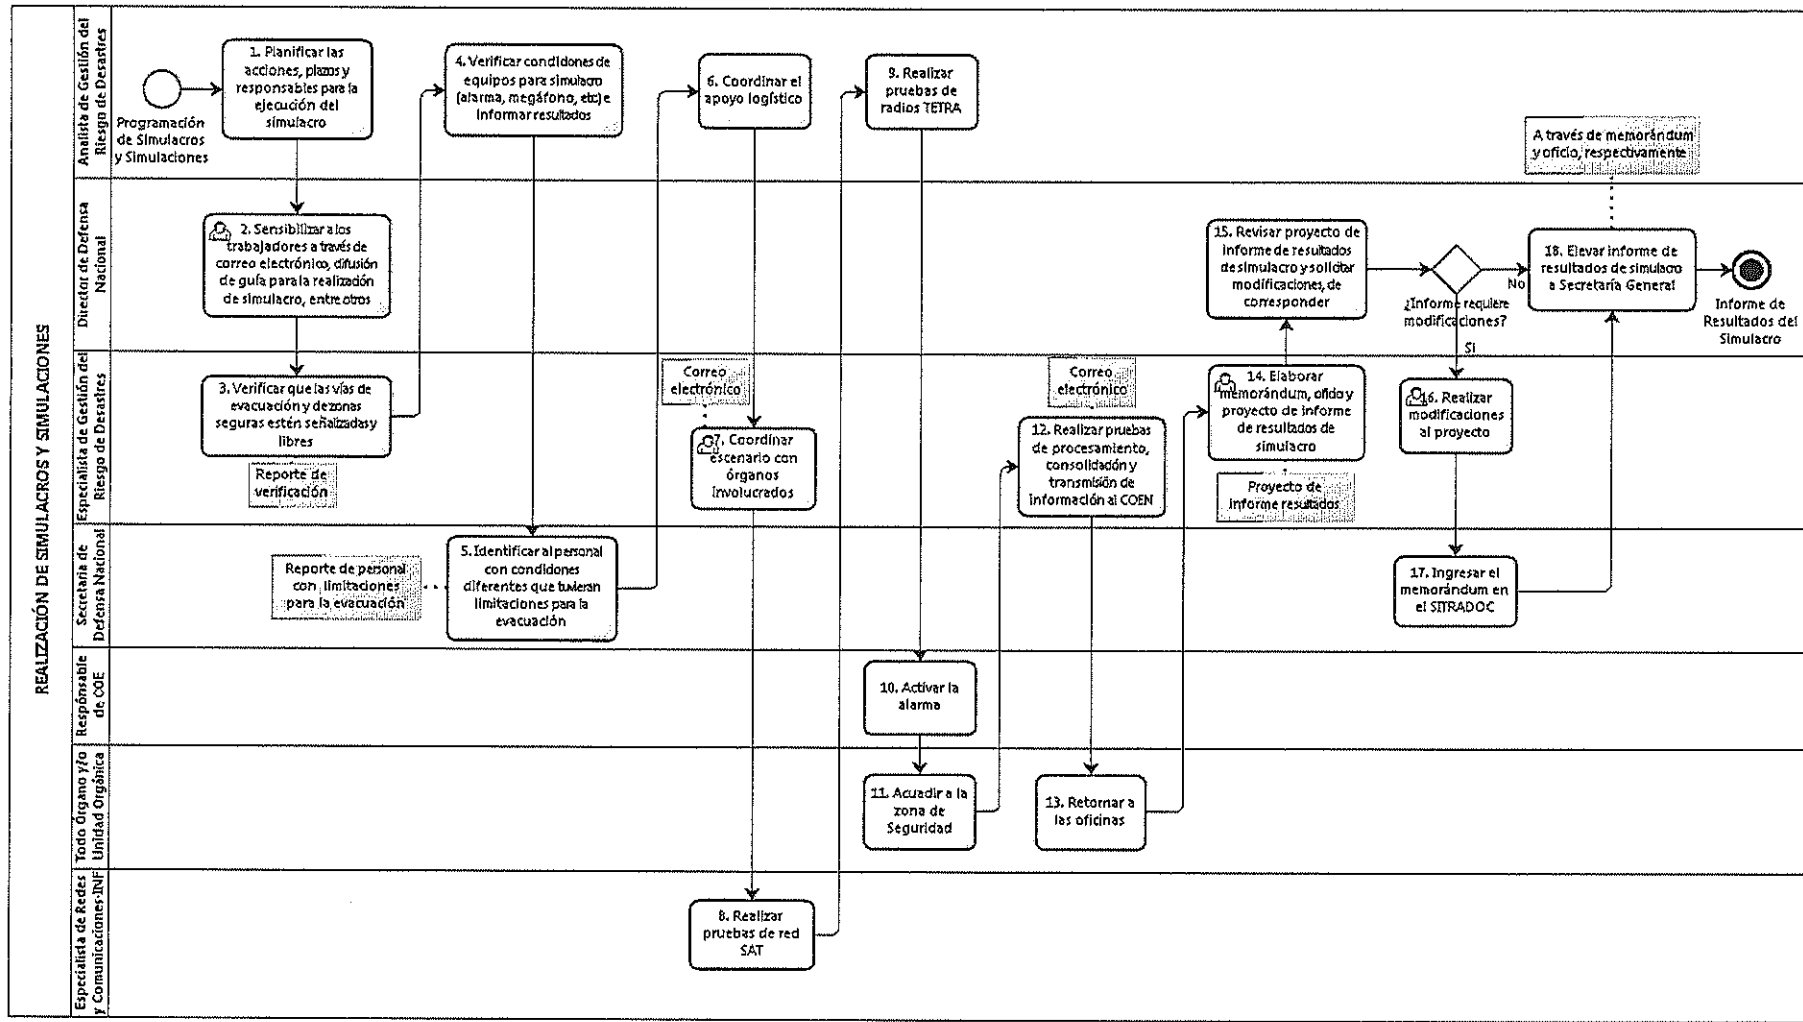 REALIZACIÓN DE SIMULACROS Y SIMULACIONES
Analista de Gestión del
Riesgo de Desastres
Programación
de Simulacros
y Simulaciones
1. Planificar las
acciones, plazos y
responsables para la
ejecución del
simulacro
4. Verificar condiciones de
equipos para simulacro
(alarma, megáfono, etc) e
informar resultados
6. Coordinar el
apoyo logístico
9. Realizar
pruebas de
radios TETRA
A través de memorándum
y oficio, respectivamente
Director de Defensa
Nacional
2. Sensibilizar a los
trabajadores a través de
correo electrónico, difusión
de guía para la realización
de simulacro, entre otros
15. Revisar proyecto de
informe de resultados
de simulacro y solicitar
modificaciones, de
corresponder
¿Informe requiere
modificaciones?
No
Si
18. Elevar informe de
resultados de simulacro
a Secretaría General
Informe de
Resultados del
Simulacro
Especialista de Gestión del
Riesgo de Desastres
3. Verificar que las vías de
evacuación y de zonas
seguras estén señalizadas y
libres
Reporte de
verificación
Correo
electrónico
7. Coordinar
escenario con
órganos
involucrados
Correo
electrónico
12. Realizar pruebas
de procesamiento,
consolidación y
transmisión de
información al COEN
14. Elaborar
memorándum, oficio y
proyecto de informe
de resultados de
simulacro
Proyecto de
informe resultados
16. Realizar
modificaciones
al proyecto
Secretaria de
Defensa Nacional
Reporte de personal
con limitaciones
para la evacuación
5. Identificar al personal
con condiciones
diferentes que tuvieran
limitaciones para la
evacuación
17. Ingresar el
memorándum en
el SITRADOC
Respónsable
de COE
10. Activar la
alarma
Todo Órgano y/o
Unidad Orgánica
11. Acuadir a la
zona de
Seguridad
13. Retornar a
las oficinas
Especialista de Redes
y Comunicaciones-INF
8. Realizar
pruebas de red
SAT